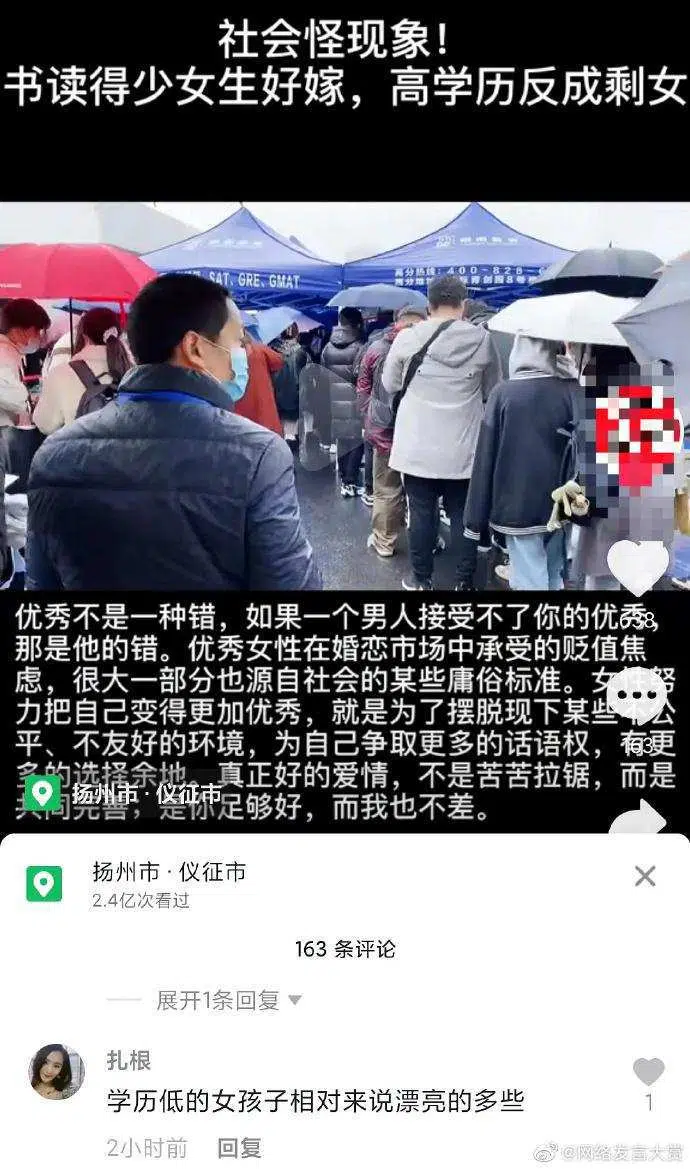 社会怪现象！
书读得少女生好嫁，高学历反成剩女
SAT、GRE、GMAT
400-828-
优秀不是一种错，如果一个男人接受不了你的优秀，
638
那是他的错。优秀女性在婚恋市场中承受的贬值焦
虑，很大一部分也源自社会的某些庸俗标准。女性努
力把自己变得更加优秀，就是为了摆脱现下某些不公
163
平、不友好的环境，为自己争取更多的话语权，有更
多的选择余地。真正好的爱情，不是苦苦拉锯，而是
扬州市·仪征市
共同完善，是你足够好，而我也不差。
扬州市·仪征市
2.4亿次看过
163 条评论
展开1条回复
扎根
学历低的女孩子相对来说漂亮的多些
1
2小时前 回复
@网络发言大赏